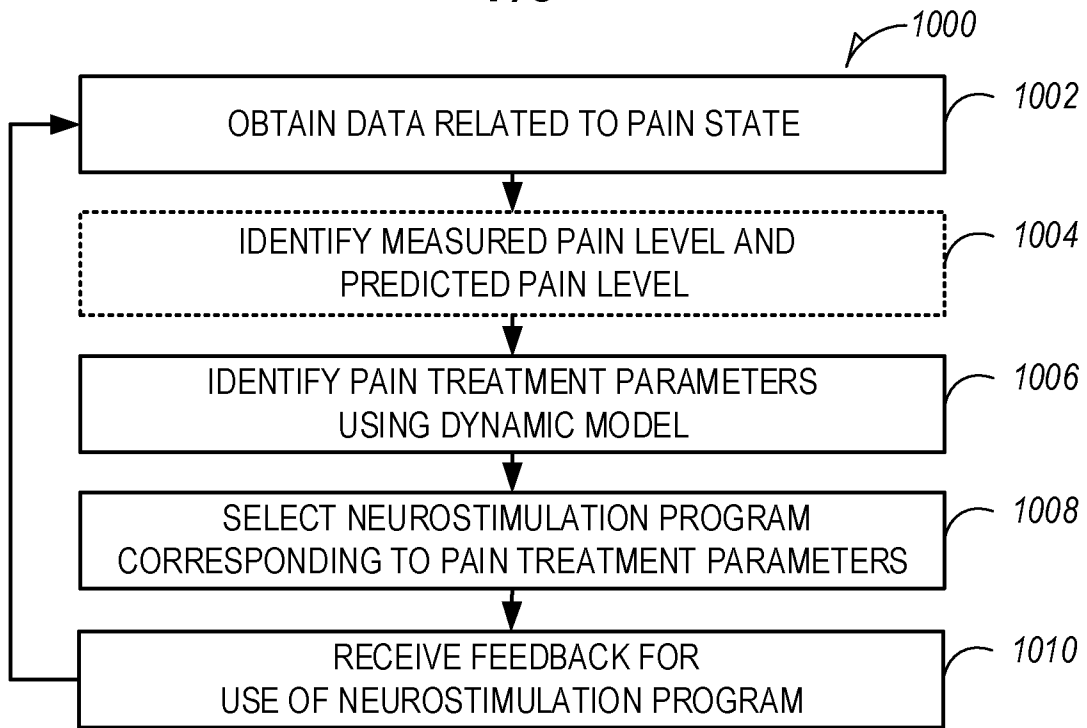 1000
OBTAIN DATA RELATED TO PAIN STATE
1002
IDENTIFY MEASURED PAIN LEVEL AND
PREDICTED PAIN LEVEL
1004
IDENTIFY PAIN TREATMENT PARAMETERS
USING DYNAMIC MODEL
1006
SELECT NEUROSTIMULATION PROGRAM
CORRESPONDING TO PAIN TREATMENT PARAMETERS
1008
RECEIVE FEEDBACK FOR
USE OF NEUROSTIMULATION PROGRAM
1010